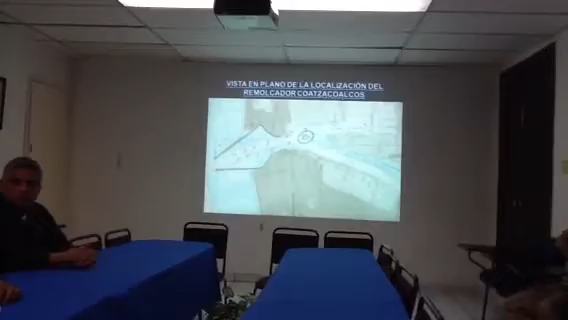 VISTA EN PLANO DE LA LOCALIZACIÓN DEL
REMOLCADOR COATZACOALCOS